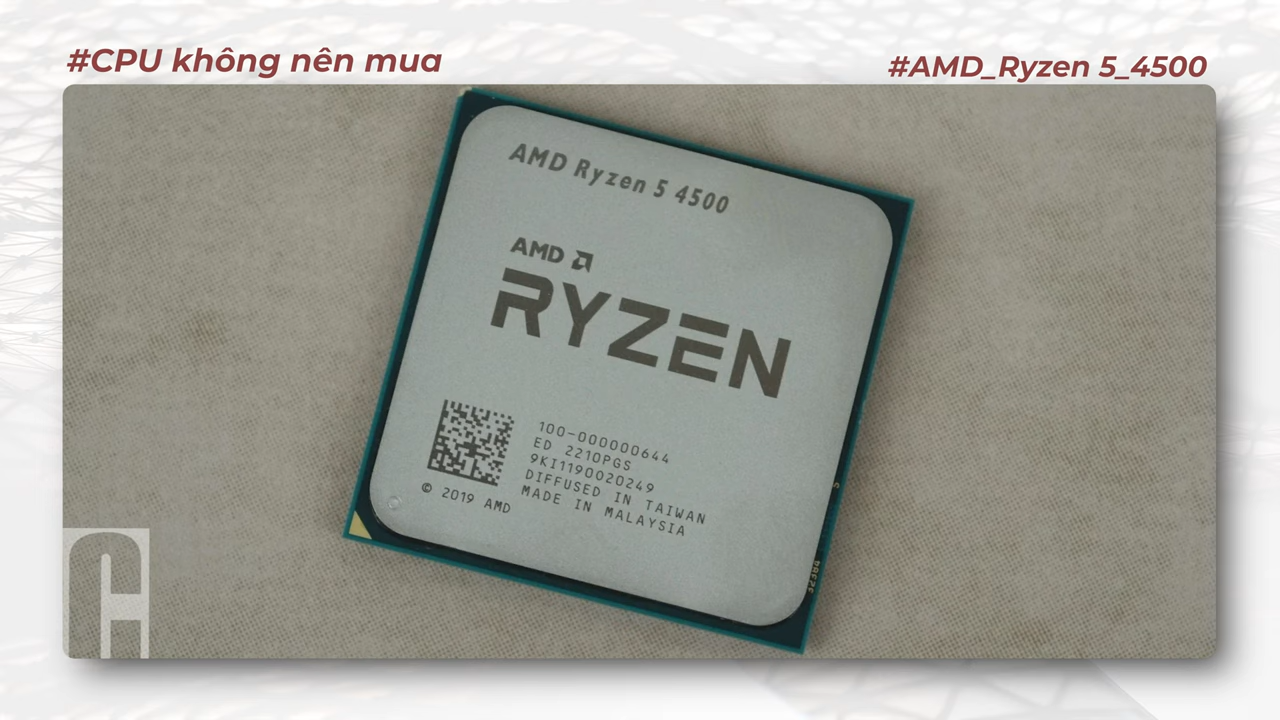 #CPU không nên mua
#AMD_Ryzen 5_4500
AMD Ryzen 5 4500
AMD
RYZEN
100-000000644
ED 2210PGS
9KI1190020249
DIFFUSED IN TAIWAN
MADE IN MALAYSIA
© 2019 AMD
32384